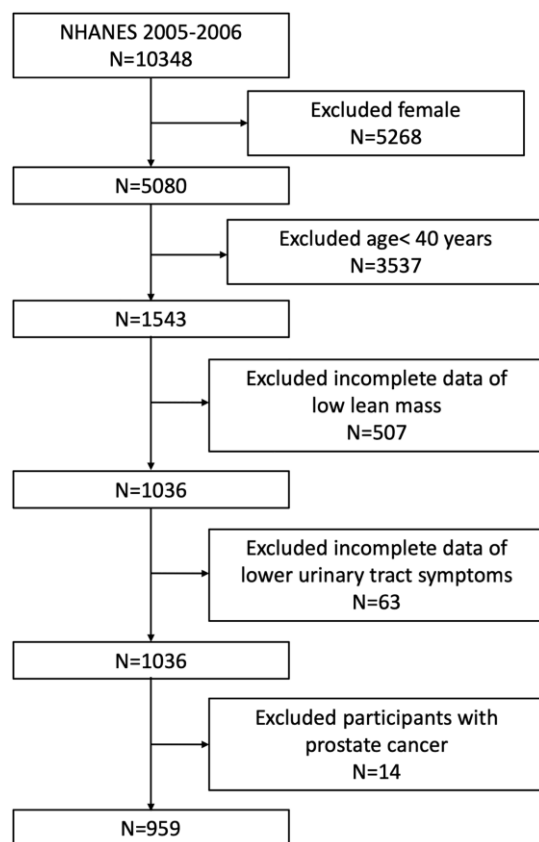 NHANES 2005-2006
N=10348
Excluded female
N=5268
N=5080
Excluded age< 40 years
N=3537
N=1543
Excluded incomplete data of
low lean mass
N=507
N=1036
Excluded incomplete data of
lower urinary tract symptoms
N=63
N=1036
Excluded participants with
prostate cancer
N=14
N=959